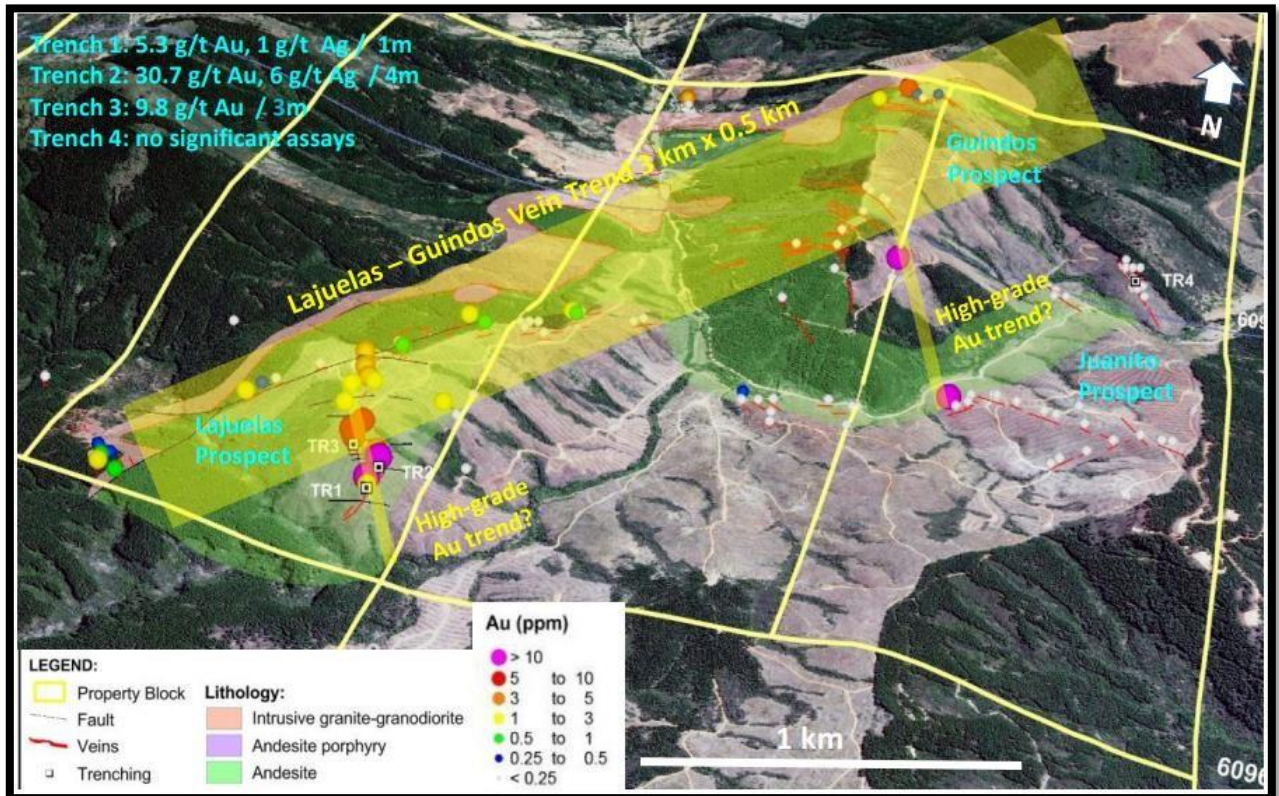 Trench 1: 5.3 g/t Au, 1 g/t Ag / 1m
Trench 2: 30.7 g/t Au, 6 g/t Ag / 4m
Trench 3: 9.8 g/t Au / 3m
Trench 4: no significant assays
N
Lajuelas – Guindos Vein Trend 3 km x 0.5 km
Guindos
Prospect
TR4
High-grade
Au trend?
609
Juanito
Prospect
Lajuelas
Prospect
TR3
TR2
TR1
High-grade
Au trend?
1 km
6096
LEGEND:
Property Block
Fault
Veins
Trenching
Lithology:
Intrusive granite-granodiorite
Andesite porphyry
Andesite
Au (ppm)
> 10
5 to 10
3 to 5
1 to 3
0.5 to 1
0.25 to 0.5
< 0.25